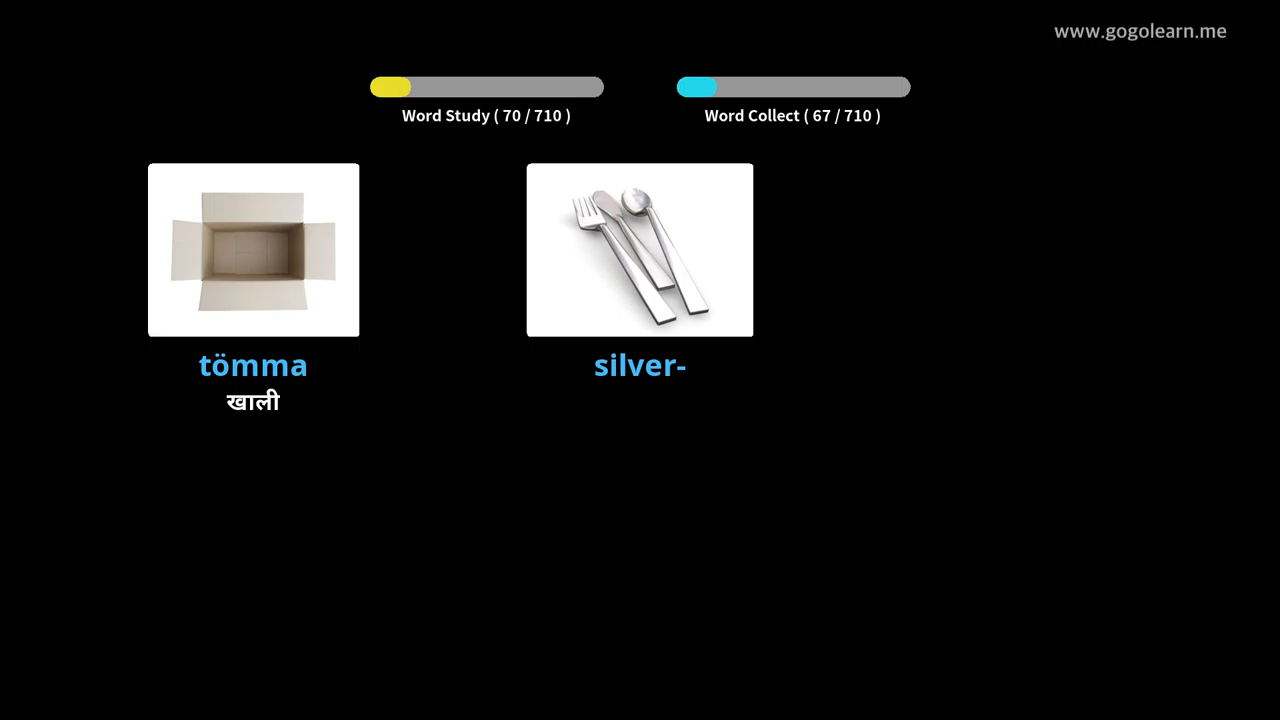 www.gogolearn.me
Word Study ( 70 / 710 )
Word Collect ( 67 / 710 )
tömma
खाली
silver-